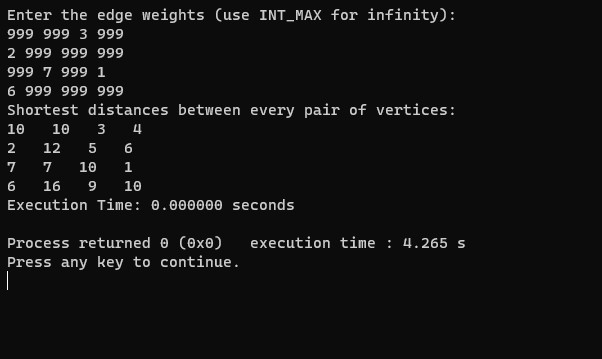 Enter the edge weights (use INT_MAX for infinity):
999 999 3 999
2 999 999 999
999 7 999 1
6 999 999 999
Shortest distances between every pair of vertices:
10   10   3   4
2   12   5   6
7   7   10   1
6   16   9   10
Execution Time: 0.000000 seconds
Process returned 0 (0x0)   execution time : 4.265 s
Press any key to continue.